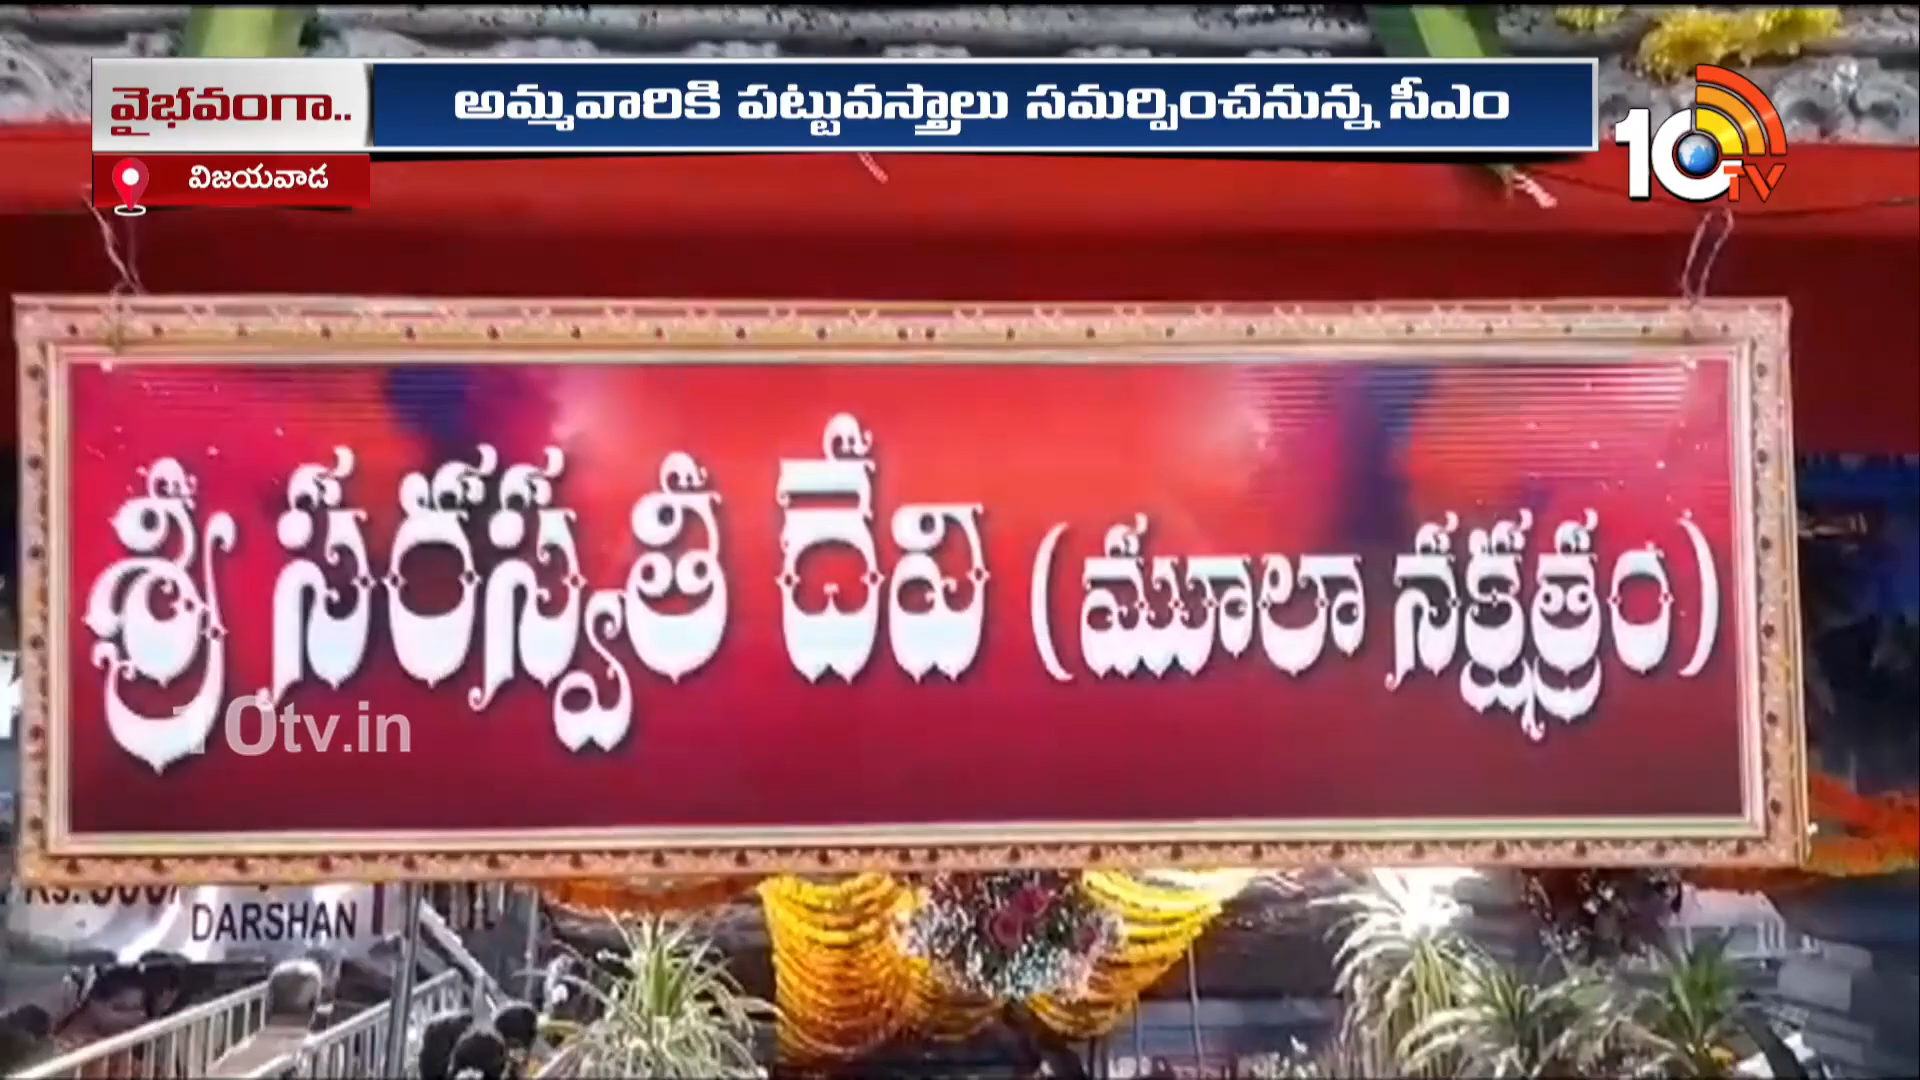 వైభవంగా..
అమ్మవారికి పట్టువస్త్రాలు సమర్పించనున్న సీఎం
10TV
విజయవాడ
శ్రీ సరస్వతీ దేవి (మూలా నక్షత్రం)
10tv.in
DARSHAN